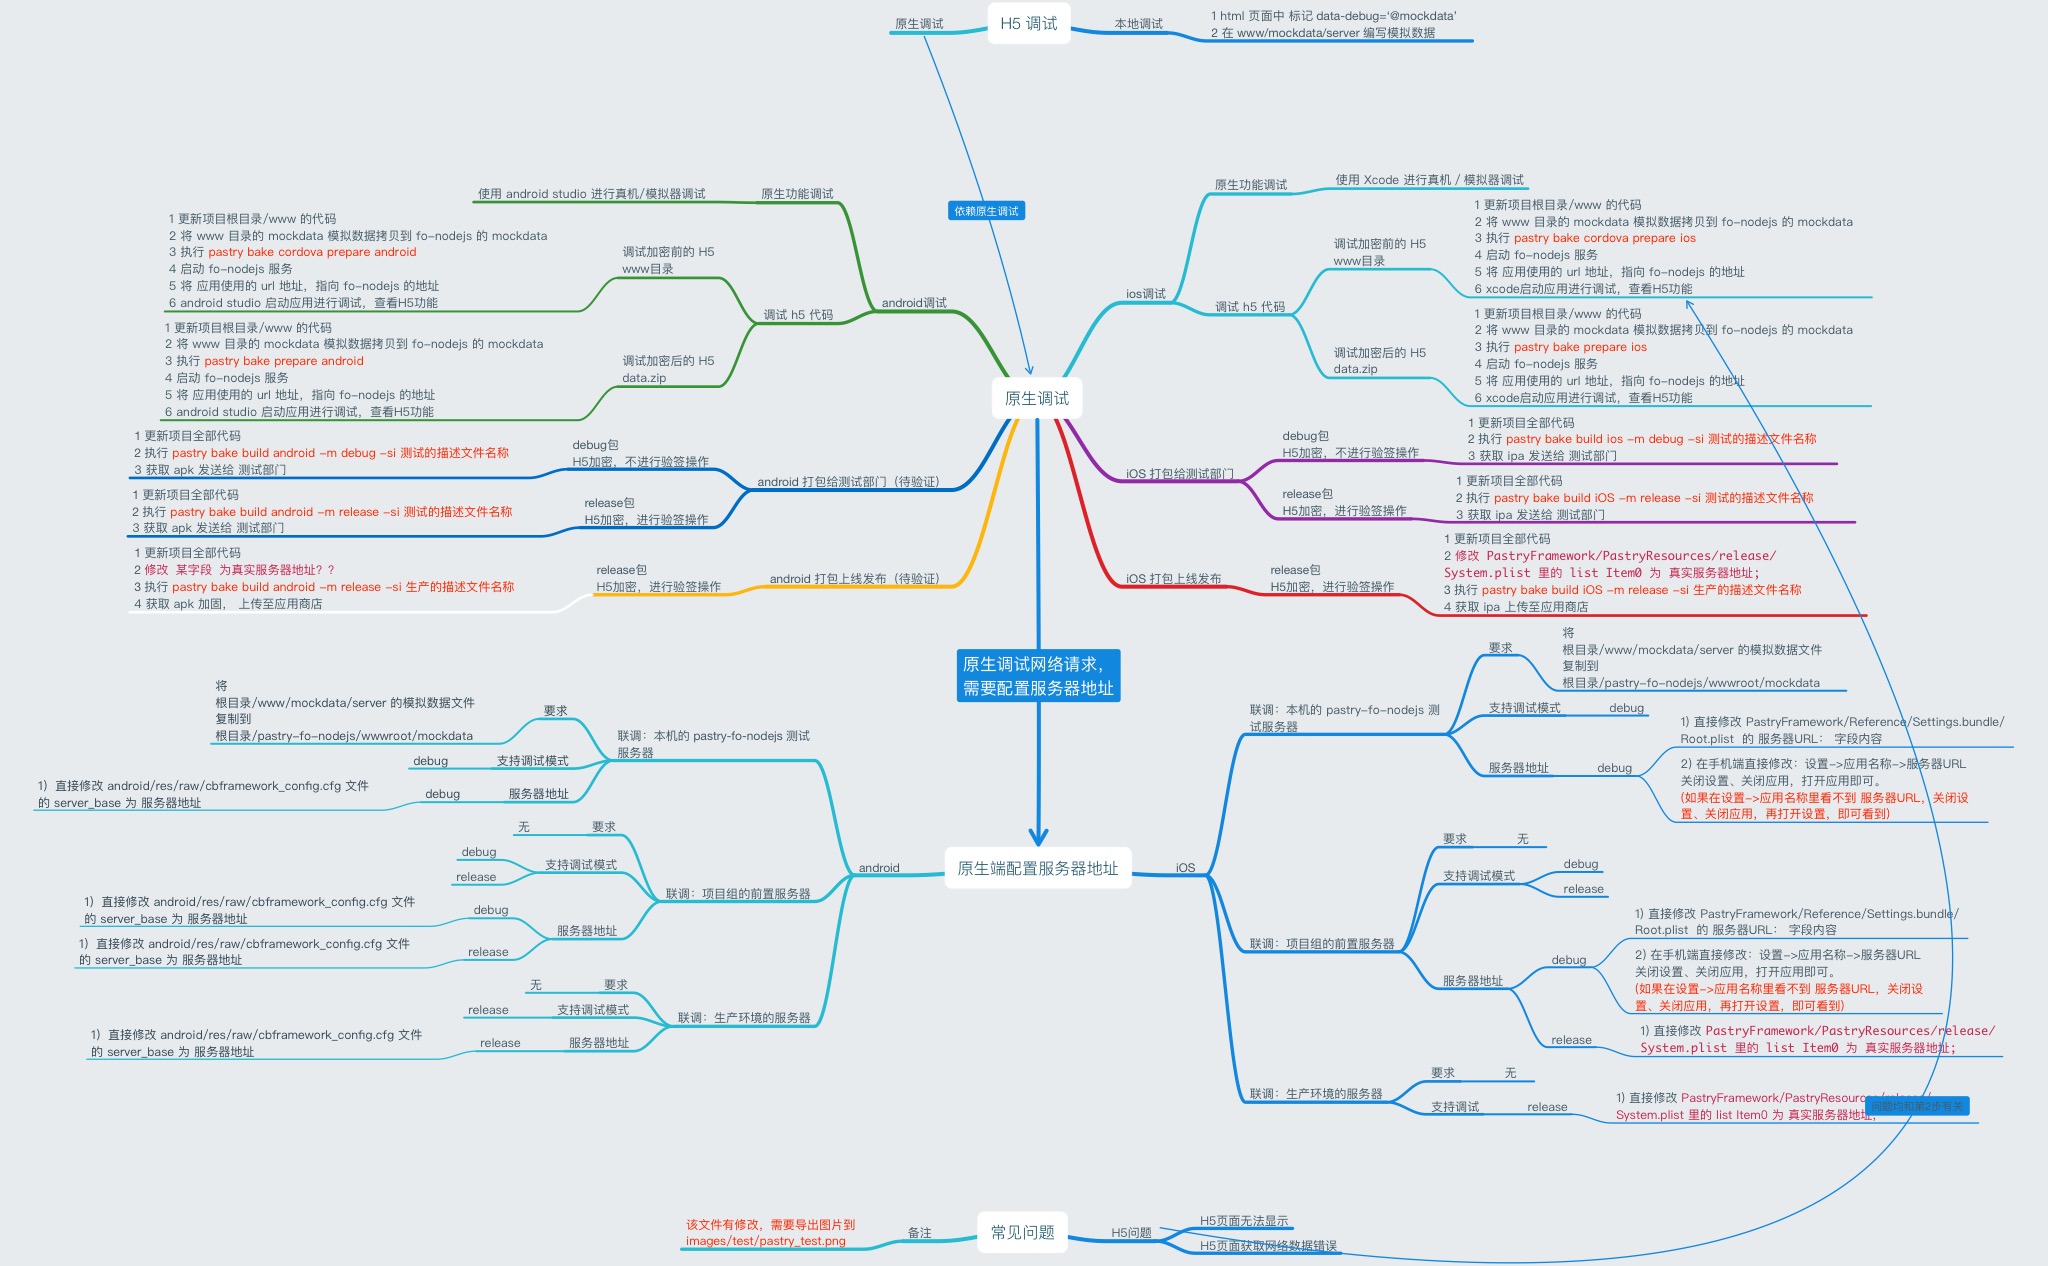 原生调试
H5 调试
本地调试
1 html 页面中 标记 data-debug=‘@mockdata’
2 在 www/mockdata/server 编写模拟数据
依赖原生调试
原生调试
android调试
原生功能调试
使用 android studio 进行真机/模拟器调试
调试 h5 代码
调试加密前的 H5
www目录
1 更新项目根目录/www 的代码
2 将 www 目录的 mockdata 模拟数据拷贝到 fo-nodejs 的 mockdata
3 执行 pastry bake cordova prepare android
4 启动 fo-nodejs 服务
5 将 应用使用的 url 地址，指向 fo-nodejs 的地址
6 android studio 启动应用进行调试，查看H5功能
调试加密后的 H5
data.zip
1 更新项目根目录/www 的代码
2 将 www 目录的 mockdata 模拟数据拷贝到 fo-nodejs 的 mockdata
3 执行 pastry bake prepare android
4 启动 fo-nodejs 服务
5 将 应用使用的 url 地址，指向 fo-nodejs 的地址
6 android studio 启动应用进行调试，查看H5功能
android 打包给测试部门（待验证）
debug包
H5加密，不进行验签操作
1 更新项目全部代码
2 执行 pastry bake build android -m debug -si 测试的描述文件名称
3 获取 apk 发送给 测试部门
release包
H5加密，进行验签操作
1 更新项目全部代码
2 执行 pastry bake build android -m release -si 测试的描述文件名称
3 获取 apk 发送给 测试部门
android 打包上线发布（待验证）
release包
H5加密，进行验签操作
1 更新项目全部代码
2 修改 某字段 为真实服务器地址？？
3 执行 pastry bake build android -m release -si 生产的描述文件名称
4 获取 apk 加固， 上传至应用商店
ios调试
原生功能调试
使用 Xcode 进行真机 / 模拟器调试
调试 h5 代码
调试加密前的 H5
www目录
1 更新项目根目录/www 的代码
2 将 www 目录的 mockdata 模拟数据拷贝到 fo-nodejs 的 mockdata
3 执行 pastry bake cordova prepare ios
4 启动 fo-nodejs 服务
5 将 应用使用的 url 地址，指向 fo-nodejs 的地址
6 xcode启动应用进行调试，查看H5功能
调试加密后的 H5
data.zip
1 更新项目根目录/www 的代码
2 将 www 目录的 mockdata 模拟数据拷贝到 fo-nodejs 的 mockdata
3 执行 pastry bake prepare ios
4 启动 fo-nodejs 服务
5 将 应用使用的 url 地址，指向 fo-nodejs 的地址
6 xcode启动应用进行调试，查看H5功能
iOS 打包给测试部门
debug包
H5加密，不进行验签操作
1 更新项目全部代码
2 执行 pastry bake build ios -m debug -si 测试的描述文件名称
3 获取 ipa 发送给 测试部门
release包
H5加密，进行验签操作
1 更新项目全部代码
2 执行 pastry bake build iOS -m release -si 测试的描述文件名称
3 获取 ipa 发送给 测试部门
iOS 打包上线发布
release包
H5加密，进行验签操作
1 更新项目全部代码
2 修改 PastryFramework/PastryResources/release/
System.plist 里的 list Item0 为 真实服务器地址;
3 执行 pastry bake build iOS -m release -si 生产的描述文件名称
4 获取 ipa 上传至应用商店
原生调试网络请求，
需要配置服务器地址
原生端配置服务器地址
android
联调：本机的 pastry-fo-nodejs 测试
服务器
要求
将
根目录/www/mockdata/server 的模拟数据文件
复制到
根目录/pastry-fo-nodejs/wwwroot/mockdata
支持调试模式
debug
服务器地址
debug
1） 直接修改 android/res/raw/cbframework_config.cfg 文件
的 server_base 为 服务器地址
联调：项目组的前置服务器
要求
无
支持调试模式
debug
release
服务器地址
debug
1） 直接修改 android/res/raw/cbframework_config.cfg 文件
的 server_base 为 服务器地址
release
1） 直接修改 android/res/raw/cbframework_config.cfg 文件
的 server_base 为 服务器地址
联调：生产环境的服务器
要求
无
支持调试模式
release
服务器地址
release
1） 直接修改 android/res/raw/cbframework_config.cfg 文件
的 server_base 为 服务器地址
iOS
联调：本机的 pastry-fo-nodejs 测
试服务器
要求
将
根目录/www/mockdata/server 的模拟数据文件
复制到
根目录/pastry-fo-nodejs/wwwroot/mockdata
支持调试模式
debug
服务器地址
debug
1) 直接修改 PastryFramework/Reference/Settings.bundle/
Root.plist 的 服务器URL： 字段内容
2) 在手机端直接修改：设置->应用名称->服务器URL
关闭设置、关闭应用，打开应用即可。
(如果在设置->应用名称里看不到 服务器URL，关闭设
置、关闭应用，再打开设置，即可看到)
联调：项目组的前置服务器
要求
无
支持调试模式
debug
release
服务器地址
debug
1) 直接修改 PastryFramework/Reference/Settings.bundle/
Root.plist 的 服务器URL： 字段内容
2) 在手机端直接修改：设置->应用名称->服务器URL
关闭设置、关闭应用，打开应用即可。
(如果在设置->应用名称里看不到 服务器URL，关闭设
置、关闭应用，再打开设置，即可看到)
release
1) 直接修改 PastryFramework/PastryResources/release/
System.plist 里的 list Item0 为 真实服务器地址;
联调：生产环境的服务器
要求
无
支持调试
release
1) 直接修改 PastryFramework/PastryResources/release/
System.plist 里的 list Item0 为 真实服务器地址;
问题均和第2步有关
常见问题
备注
该文件有修改，需要导出图片到
images/test/pastry_test.png
H5问题
H5页面无法显示
H5页面获取网络数据错误